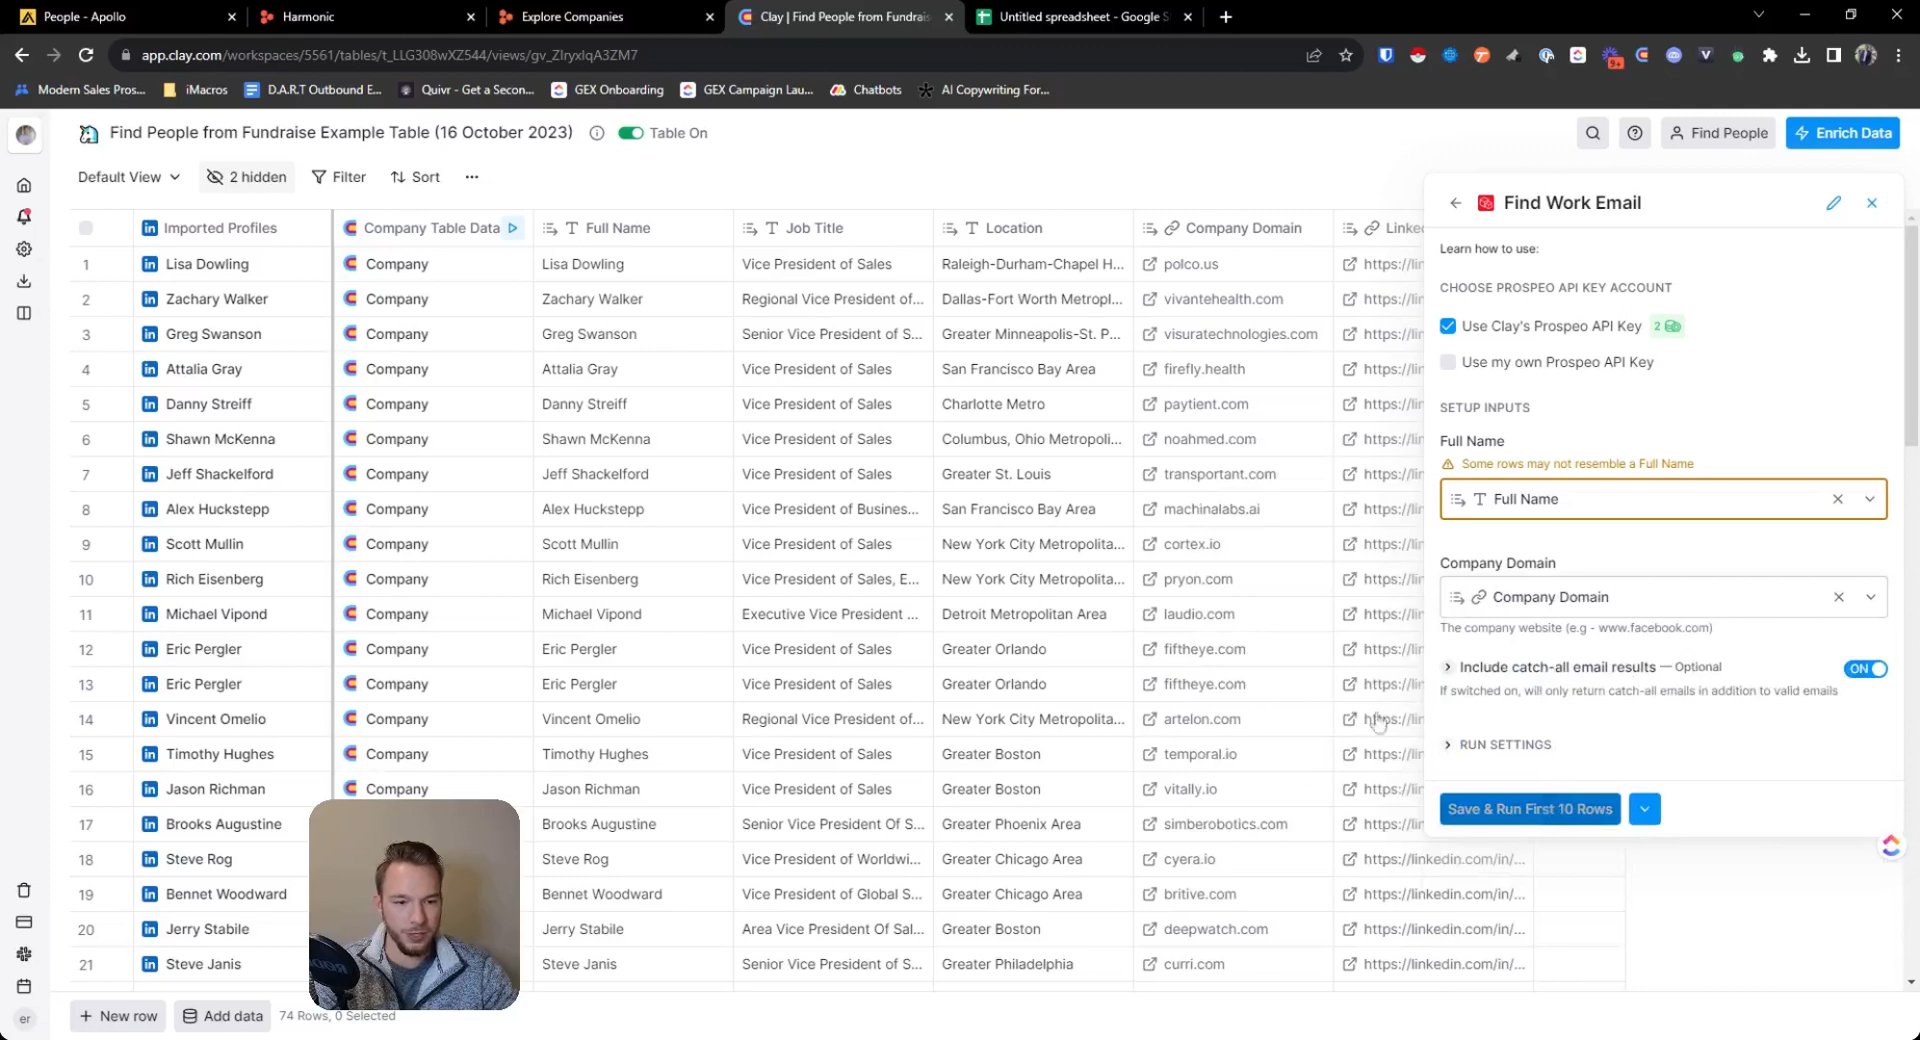 People - Apollo
Harmonic
Explore Companies
Clay | Find People from Fundrais
Untitled spreadsheet - Google S
app.clay.com/workspaces/5561/tables/t_LLG308wXZ544/views/gv_ZIryxlqA3ZM7
9+
Modern Sales Pros...
iMacros
D.A.R.T Outbound E...
Quivr - Get a Secon...
GEX Onboarding
GEX Campaign Lau...
Chatbots
AI Copywriting For...
Find People from Fundraise Example Table (16 October 2023)
Table On
Find People
Enrich Data
Default View
2 hidden
Filter
Sort
Imported Profiles Company Table Data Full Name Job Title Location Company Domain Linke
1 Lisa Dowling Company Lisa Dowling Vice President of Sales Raleigh-Durham-Chapel H... polco.us https://lin
2 Zachary Walker Company Zachary Walker Regional Vice President of... Dallas-Fort Worth Metropl... vivantehealth.com https://lin
3 Greg Swanson Company Greg Swanson Senior Vice President of S... Greater Minneapolis-St. P... visuratechnologies.com https://lin
4 Attalia Gray Company Attalia Gray Vice President of Sales San Francisco Bay Area firefly.health https://lin
5 Danny Streiff Company Danny Streiff Vice President of Sales Charlotte Metro paytient.com https://lin
6 Shawn McKenna Company Shawn McKenna Vice President of Sales Columbus, Ohio Metropoli... noahmed.com https://lin
7 Jeff Shackelford Company Jeff Shackelford Vice President of Sales Greater St. Louis transportant.com https://lin
8 Alex Huckstepp Company Alex Huckstepp Vice President of Busines... San Francisco Bay Area machinalabs.ai https://lin
9 Scott Mullin Company Scott Mullin Vice President of Sales New York City Metropolita... cortex.io https://lin
10 Rich Eisenberg Company Rich Eisenberg Vice President of Sales, E... New York City Metropolita... pryon.com https://lin
11 Michael Vipond Company Michael Vipond Executive Vice President ... Detroit Metropolitan Area laudio.com https://lin
12 Eric Pergler Company Eric Pergler Vice President of Sales Greater Orlando fiftheye.com https://lin
13 Eric Pergler Company Eric Pergler Vice President of Sales Greater Orlando fiftheye.com https://lin
14 Vincent Omelio Company Vincent Omelio Regional Vice President of... New York City Metropolita... artelon.com https://lin
15 Timothy Hughes Company Timothy Hughes Vice President of Sales Greater Boston temporal.io https://lin
16 Jason Richman Company Jason Richman Vice President of Sales Greater Boston vitally.io https://lin
17 Brooks Augustine Brooks Augustine Senior Vice President Of S... Greater Phoenix Area simberobotics.com https://lin
18 Steve Rog Steve Rog Vice President of Worldwi... Greater Chicago Area cyera.io https://linkedin.com/in/...
19 Bennet Woodward Bennet Woodward Vice President of Global S... Greater Chicago Area britive.com https://linkedin.com/in/...
20 Jerry Stabile Jerry Stabile Area Vice President Of Sal... Greater Boston deepwatch.com https://linkedin.com/in/...
21 Steve Janis Steve Janis Senior Vice President of S... Greater Philadelphia curri.com https://linkedin.com/in/...
er
New row
Add data
74 Rows, 0 Selected
Find Work Email
Learn how to use:
CHOOSE PROSPEO API KEY ACCOUNT
Use Clay's Prospeo API Key 2
Use my own Prospeo API Key
SETUP INPUTS
Full Name
Some rows may not resemble a Full Name
Full Name
Company Domain
Company Domain
The company website (e.g - www.facebook.com)
Include catch-all email results — Optional ON
If switched on, will only return catch-all emails in addition to valid emails
RUN SETTINGS
Save & Run First 10 Rows